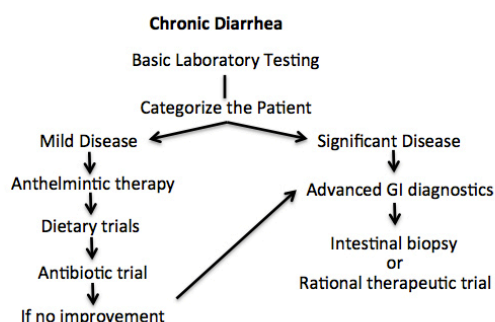 Chronic Diarrhea
Basic Laboratory Testing
Categorize the Patient
Mild Disease
Significant Disease
Anthelmintic therapy
Advanced GI diagnostics
Dietary trials
Intestinal biopsy
or
Rational therapeutic trial
Antibiotic trial
If no improvement